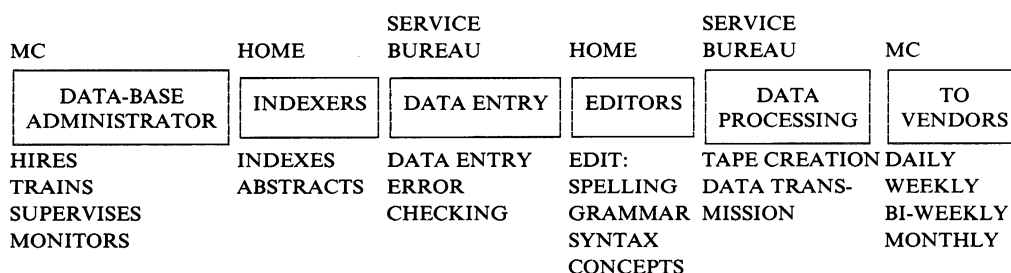 SERVICE SERVICE
MC HOME BUREAU HOME BUREAU MC
DATA-BASE INDEXERS DATA ENTRY EDITORS DATA TO
ADMINISTRATOR PROCESSING VENDORS
HIRES INDEXES DATA ENTRY EDIT: TAPE CREATION DAILY
TRAINS ABSTRACTS ERROR SPELLING DATA TRANS- WEEKLY
SUPERVISES CHECKING GRAMMAR MISSION BI-WEEKLY
MONITORS SYNTAX MONTHLY
CONCEPTS